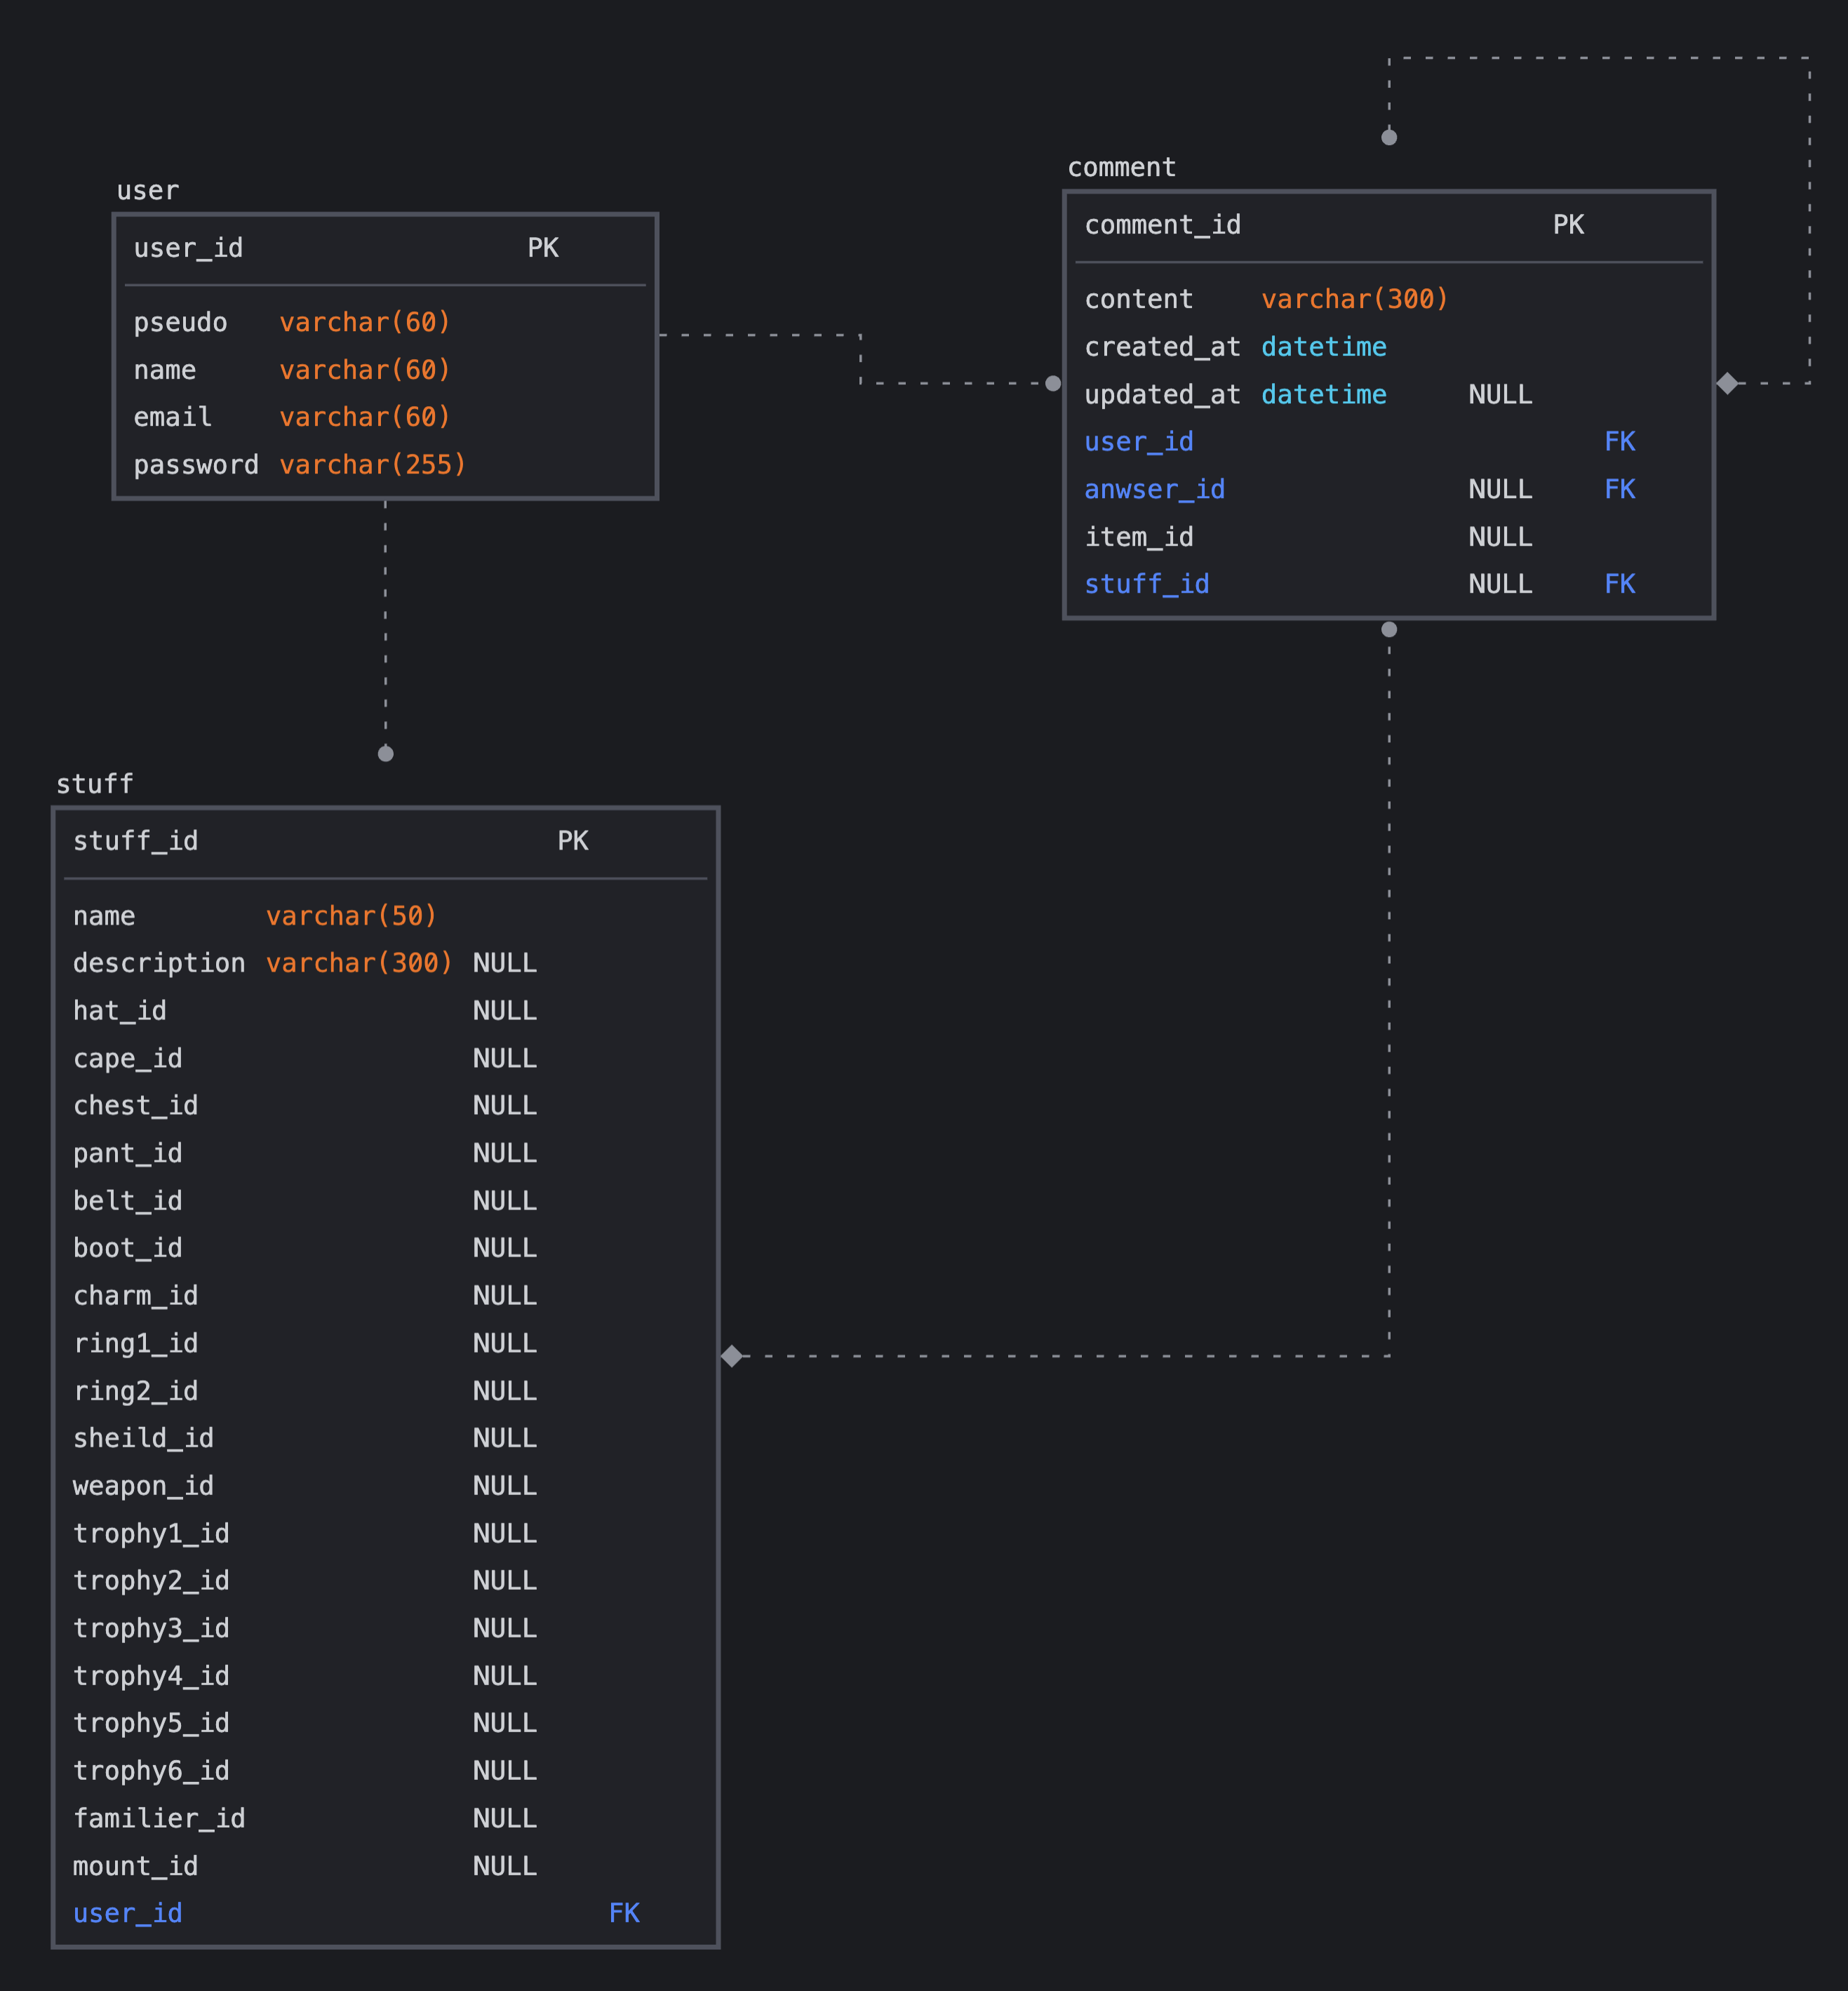 user
user_id PK
pseudo varchar(60)
name varchar(60)
email varchar(60)
password varchar(255)
comment
comment_id PK
content varchar(300)
created_at datetime
updated_at datetime NULL
user_id FK
anwser_id NULL FK
item_id NULL
stuff_id NULL FK
stuff
stuff_id PK
name varchar(50)
description varchar(300) NULL
hat_id NULL
cape_id NULL
chest_id NULL
pant_id NULL
belt_id NULL
boot_id NULL
charm_id NULL
ring1_id NULL
ring2_id NULL
sheild_id NULL
weapon_id NULL
trophy1_id NULL
trophy2_id NULL
trophy3_id NULL
trophy4_id NULL
trophy5_id NULL
trophy6_id NULL
familier_id NULL
mount_id NULL
user_id FK